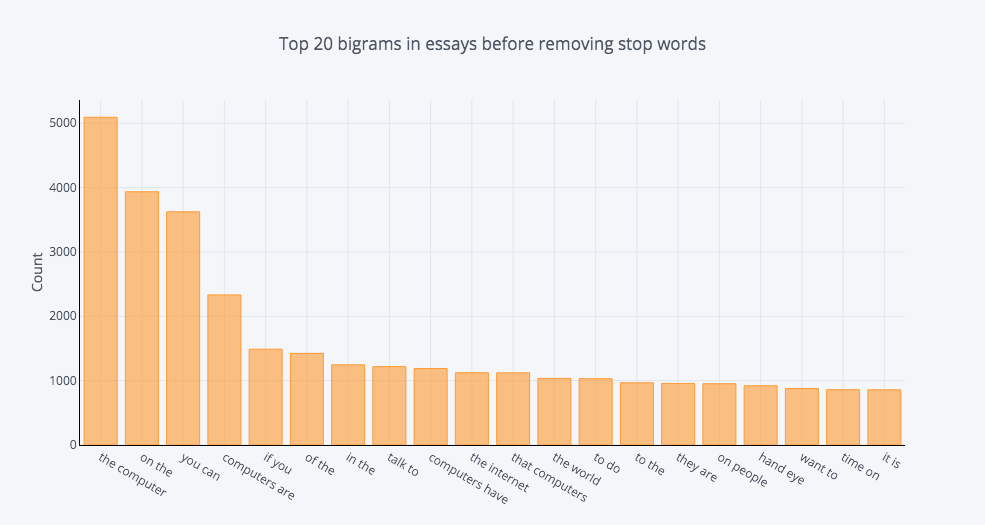 Top 20 bigrams in essays before removing stop words
Count
5000
4000
3000
2000
1000
0
the computer
on the
you can
computers are
if you
of the
in the
talk to
computers have
the internet
that computers
the world
to do
to the
they are
on people
hand eye
want to
time on
it is